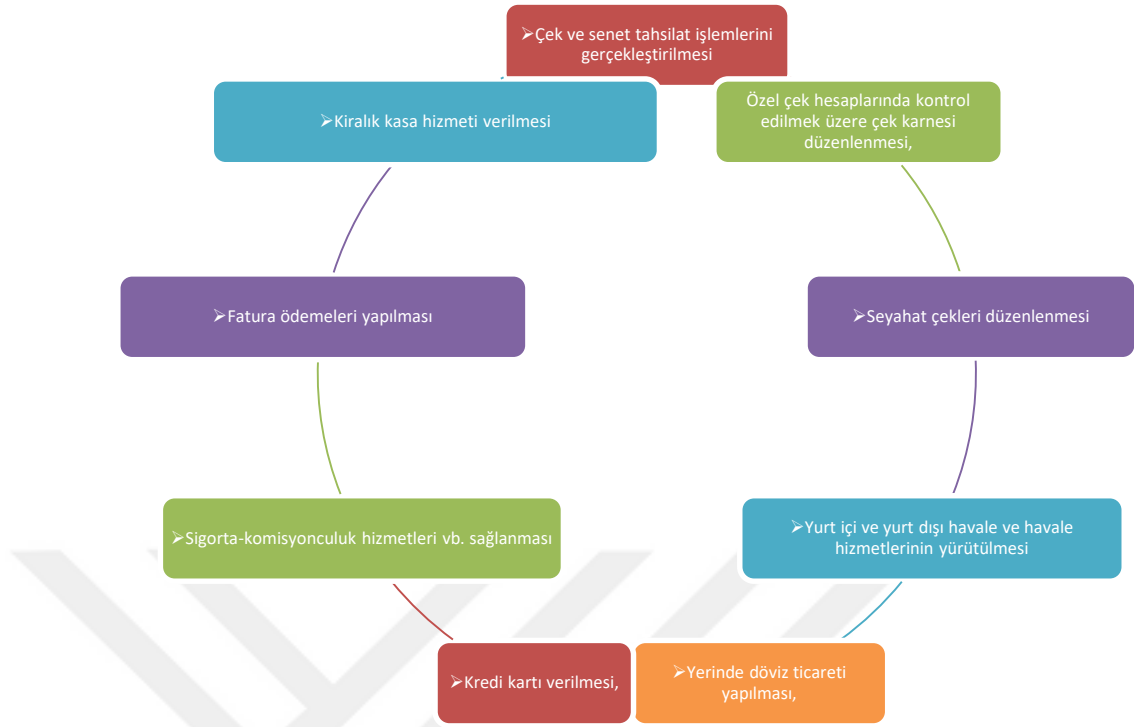 ➢Çek ve senet tahsilat işlemlerini
gerçekleştirilmesi
Özel çek hesaplarında kontrol
edilmek üzere çek karnesi
düzenlenmesi,
➢Seyahat çekleri düzenlenmesi
➢Yurt içi ve yurt dışı havale ve havale
hizmetlerinin yürütülmesi
➢Yerinde döviz ticareti
yapılması,
➢Kredi kartı verilmesi,
➢Sigorta-komisyonculuk hizmetleri vb. sağlanması
➢Fatura ödemeleri yapılması
➢Kiralık kasa hizmeti verilmesi